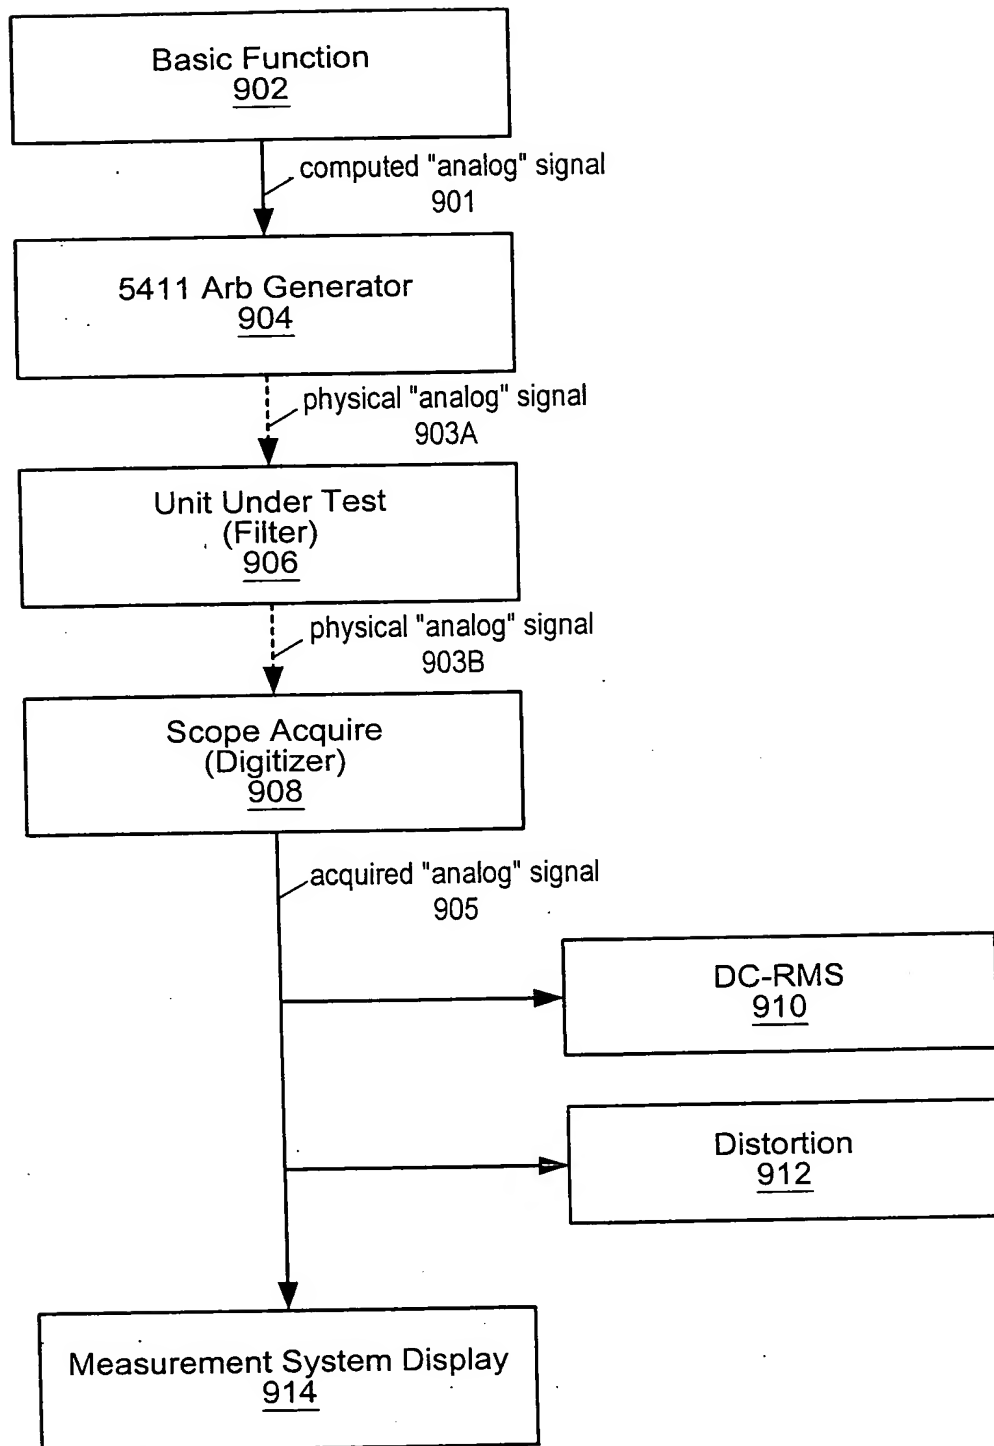 Basic Function
902
computed "analog" signal
901
5411 Arb Generator
904
physical "analog" signal
903A
Unit Under Test
(Filter)
906
physical "analog" signal
903B
Scope Acquire
(Digitizer)
908
acquired "analog" signal
905
DC-RMS
910
Distortion
912
Measurement System Display
914